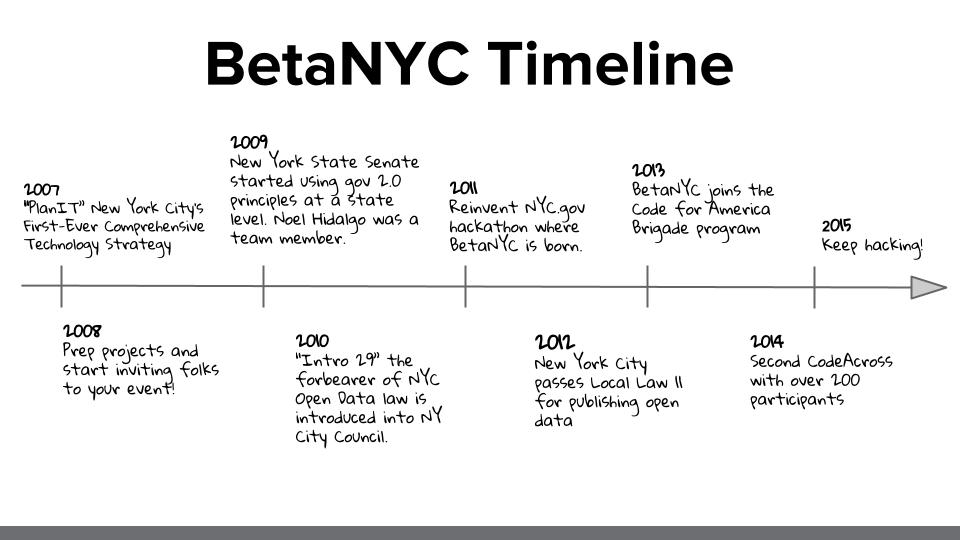 BetaNYC Timeline
2007
"PlanIT" New York City's
First-Ever Comprehensive
Technology Strategy
2009
New York State Senate
started using gov 2.0
principles at a state
level. Noel Hidalgo was a
team member.
2011
Reinvent NYC.gov
hackathon where
BetaNYC is born.
2013
BetaNYC joins the
Code for America
Brigade program
2015
Keep hacking!
2008
Prep projects and
start inviting folks
to your event!
2010
"Intro 29" the
forbearer of NYC
Open Data law is
introduced into NY
City Council.
2012
New York City
passes Local Law 11
for publishing open
data
2014
Second CodeAcross
with over 200
participants